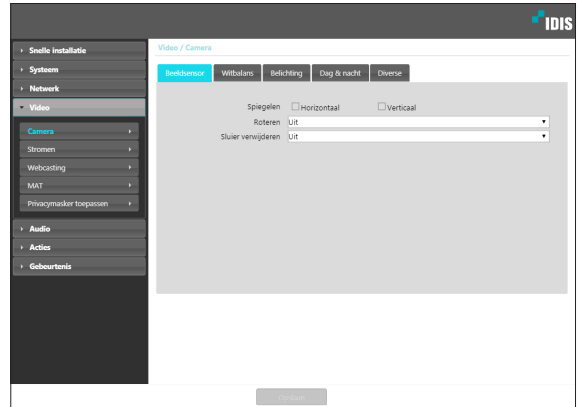 IDIS
Snelle installatie
Systeem
Netwerk
Video
Camera
Stromen
Webcasting
MAT
Privacymasker toepassen
Audio
Acties
Gebeurtenis
Video / Camera
Beeldsensor Witbalans Belichting Dag & nacht Diverse
Spiegelen Horizontaal Verticaal
Roteren Uit
Sluier verwijderen Uit